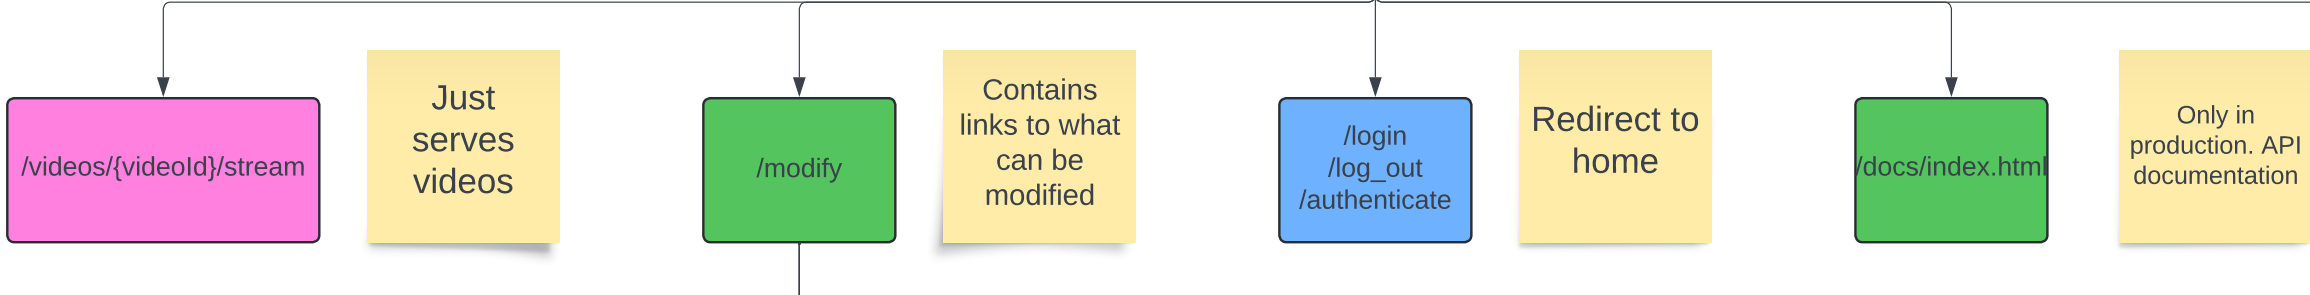 /videos/{videoId}/stream
Just
serves
videos
/modify
Contains
links to what
can be
modified
/login
/log_out
/authenticate
Redirect to
home
/docs/index.html
Only in
production. API
documentation